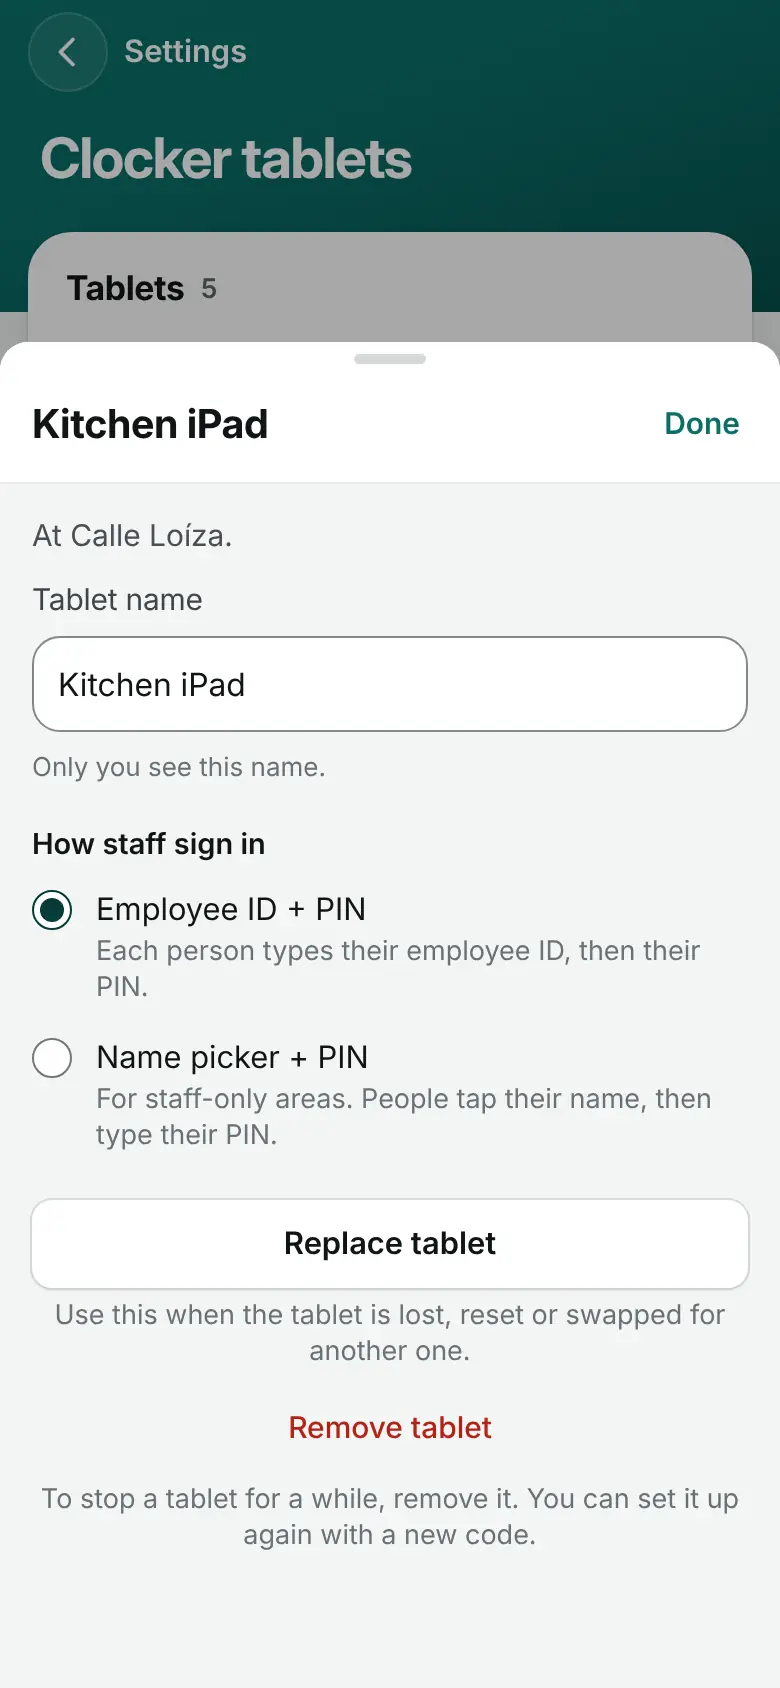 Settings
Clocker tablets
Tablets 5
Kitchen iPad
Done
At Calle Loíza.
Tablet name
Kitchen iPad
Only you see this name.
How staff sign in
Employee ID + PIN
Each person types their employee ID, then their
PIN.
Name picker + PIN
For staff-only areas. People tap their name, then
type their PIN.
Replace tablet
Use this when the tablet is lost, reset or swapped for
another one.
Remove tablet
To stop a tablet for a while, remove it. You can set it up
again with a new code.